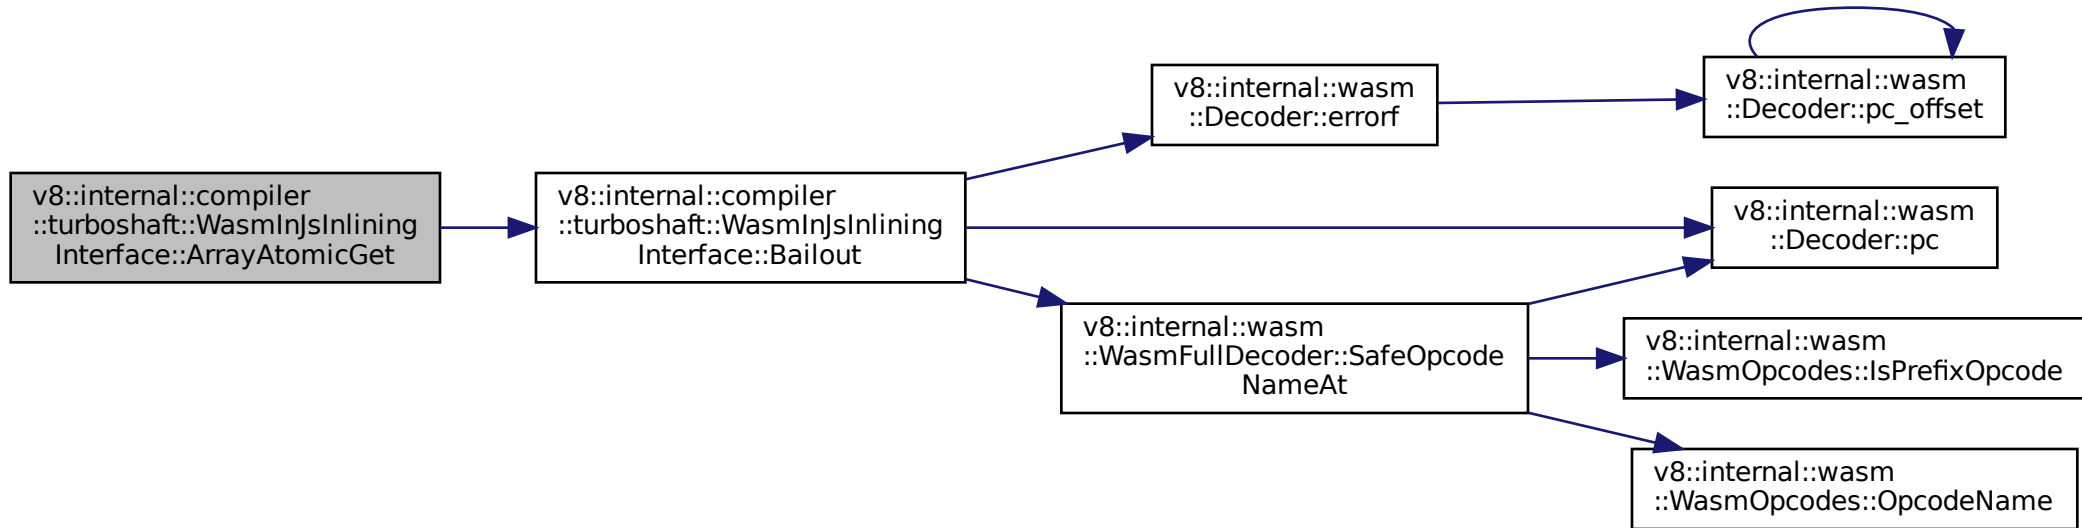 v8::internal::compiler
::turboshaft::WasmInJsInlining
Interface::ArrayAtomicGet
v8::internal::compiler
::turboshaft::WasmInJsInlining
Interface::Bailout
v8::internal::wasm
::Decoder::errorf
v8::internal::wasm
::Decoder::pc_offset
v8::internal::wasm
::Decoder::pc
v8::internal::wasm
::WasmFullDecoder::SafeOpcode
NameAt
v8::internal::wasm
::WasmOpcodes::IsPrefixOpcode
v8::internal::wasm
::WasmOpcodes::OpcodeName